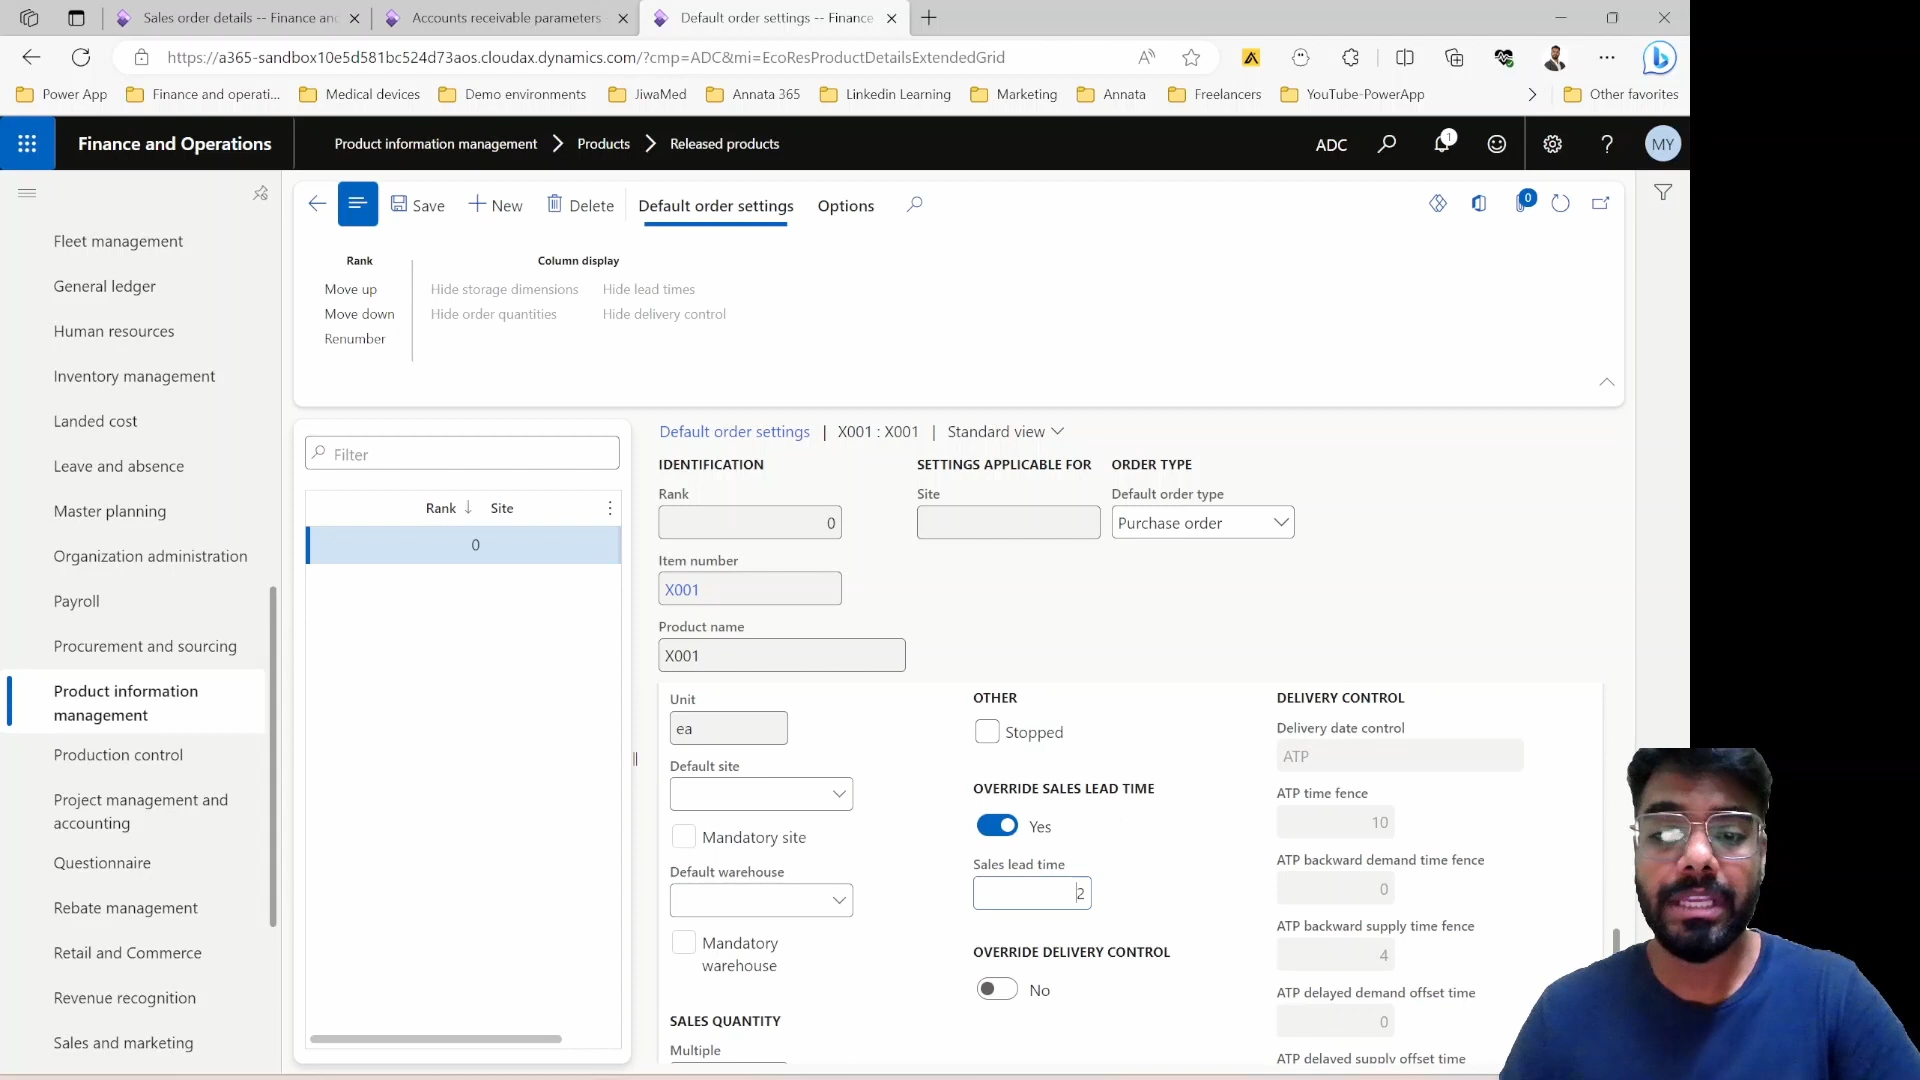 Sales order details -- Finance and
Accounts receivable parameters
Default order settings -- Finance
https://a365-sandbox10e5d581bc524d73aos.cloudax.dynamics.com/?cmp=ADC&mi=EcoResProductDetailsExtendedGrid
Power App
Finance and operati...
Medical devices
Demo environments
JiwaMed
Annata 365
Linkedin Learning
Marketing
Annata
Freelancers
YouTube-PowerApp
Other favorites
Finance and Operations
Product information management
Products
Released products
ADC
1
?
MY
Save
New
Delete
Default order settings
Options
0
Rank
Move up
Move down
Renumber
Column display
Hide storage dimensions
Hide lead times
Hide order quantities
Hide delivery control
Fleet management
General ledger
Human resources
Inventory management
Landed cost
Leave and absence
Master planning
Organization administration
Payroll
Procurement and sourcing
Product information
management
Production control
Project management and
accounting
Questionnaire
Rebate management
Retail and Commerce
Revenue recognition
Sales and marketing
Filter
Rank
Site
0
Default order settings | X001 : X001 | Standard view
IDENTIFICATION
Rank
0
Item number
X001
Product name
X001
SETTINGS APPLICABLE FOR
Site
ORDER TYPE
Default order type
Purchase order
Unit
ea
Default site
Mandatory site
Default warehouse
Mandatory
warehouse
SALES QUANTITY
Multiple
OTHER
Stopped
OVERRIDE SALES LEAD TIME
Yes
Sales lead time
2
OVERRIDE DELIVERY CONTROL
No
DELIVERY CONTROL
Delivery date control
ATP
ATP time fence
10
ATP backward demand time fence
0
ATP backward supply time fence
4
ATP delayed demand offset time
0
ATP delayed supply offset time